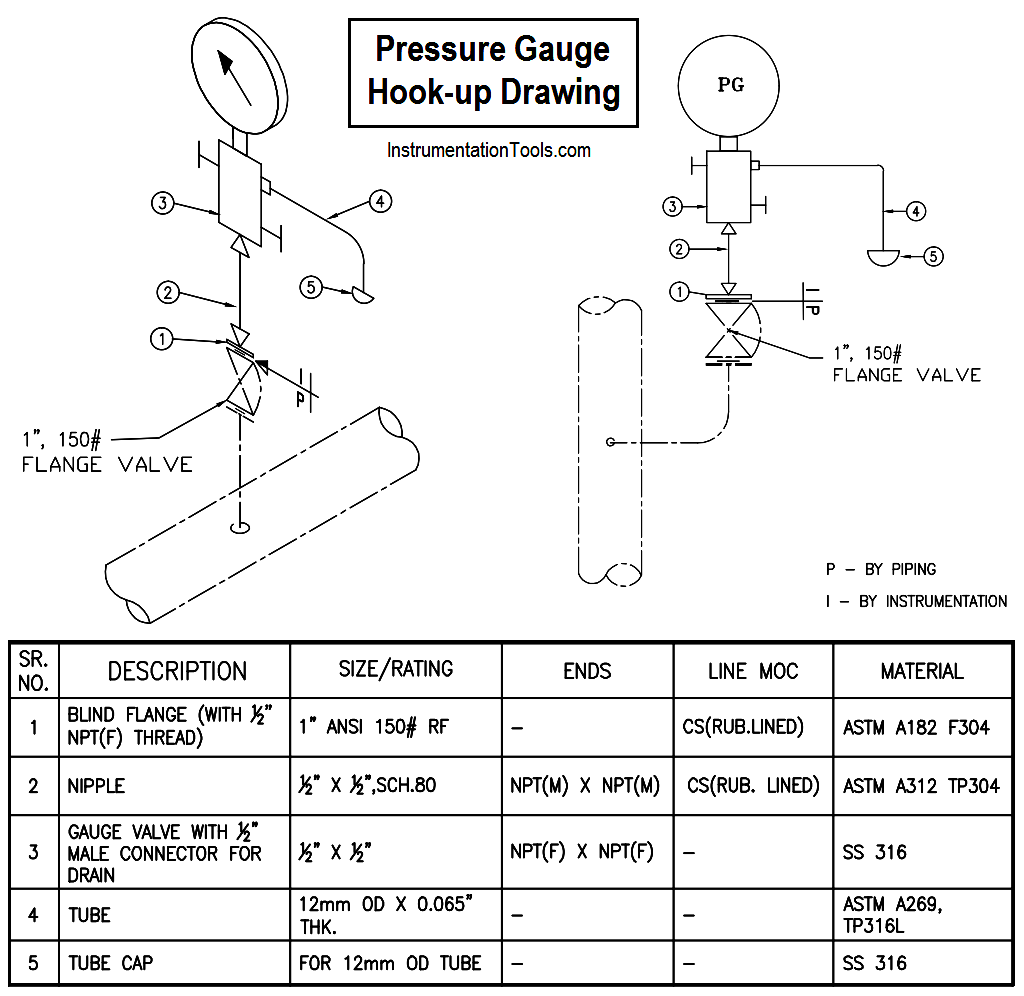 Pressure Gauge
Hook-up Drawing
InstrumentationTools.com
3
4
2
5
1
I
P
1", 150#
FLANGE VALVE
PG
3
4
2
5
1
I
P
1", 150#
FLANGE VALVE
P – BY PIPING
I – BY INSTRUMENTATION
SR. NO. DESCRIPTION SIZE/RATING ENDS LINE MOC MATERIAL
1 BLIND FLANGE (WITH ½" NPT(F) THREAD) 1" ANSI 150# RF – CS(RUB.LINED) ASTM A182 F304
2 NIPPLE ½" X ½",SCH.80 NPT(M) X NPT(M) CS(RUB. LINED) ASTM A312 TP304
3 GAUGE VALVE WITH ½" MALE CONNECTOR FOR DRAIN ½" X ½" NPT(F) X NPT(F) – SS 316
4 TUBE 12mm OD X 0.065" THK. – – ASTM A269, TP316L
5 TUBE CAP FOR 12mm OD TUBE – – SS 316